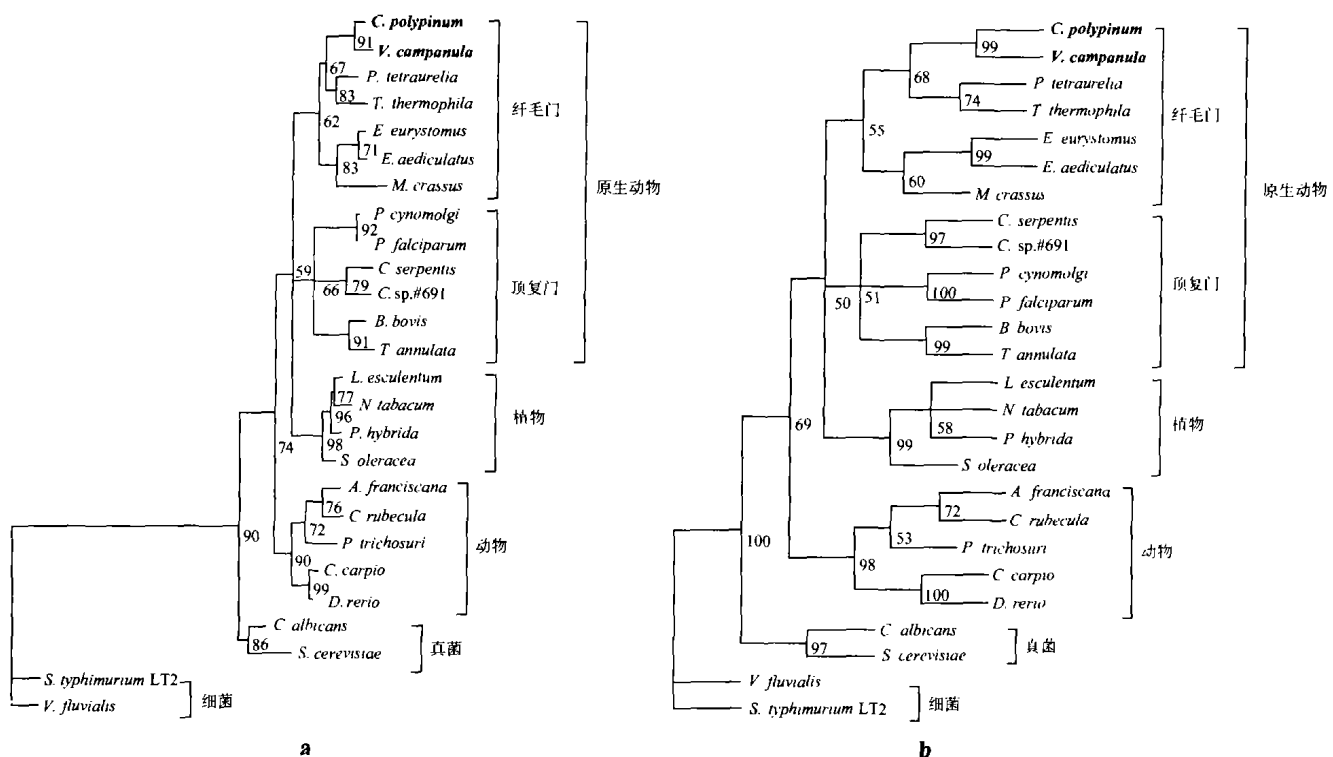 C. polypinum
91
V. campanula
67
P. tetraurelia
83
T. thermophila
62
E eurystomus
71
E. aediculatus
83
M. crassus
纤毛门
P cynomolgi
92
P falciparum
59
C serpentis
66
79
C. sp.#691
B. bovis
91
T annulata
顶复门
原生动物
L. esculentum
77
N tabacum
96
P. hybrida
98
S oleracea
植物
74
A. franciscana
76
C rubecula
72
P trichosuri
90
C. carpio
99
D. rerio
动物
90
C albicans
86
S. cerevisiae
真菌
S. typhimurium LT2
V. fluvialis
细菌
a
C. polypinum
99
V. campanula
68
P tetraurelia
74
T thermophila
55
E eurystomus
99
E. aediculatus
60
M crassus
纤毛门
C. serpentis
97
C. sp.#691
50
51
P cynomolgi
100
P. falciparum
B bovis
99
T annulata
顶复门
原生动物
L esculentum
N tabacum
58
P hybrida
99
S oleracea
植物
69
A franciscana
72
C rubecula
53
P trichosuri
98
C carpio
100
D. rerio
动物
100
C albicans
97
S cerevisiae
真菌
V fluvialis
S. typhimurium LT2
细菌
b